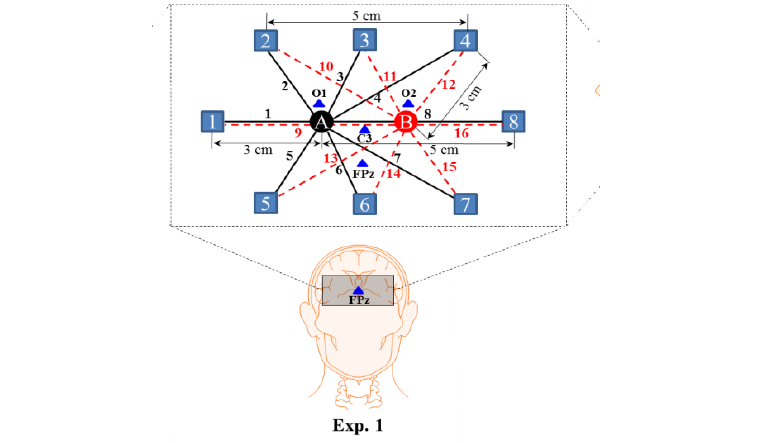 5 cm
2 3 4
10 11
2 3 4 12
O1 O2
3 cm
1 1 A B 8 8
9 C3 16
3 cm 5 cm
5 13 7 15
6 FPz 14
5 6 7
FPz
Exp. 1